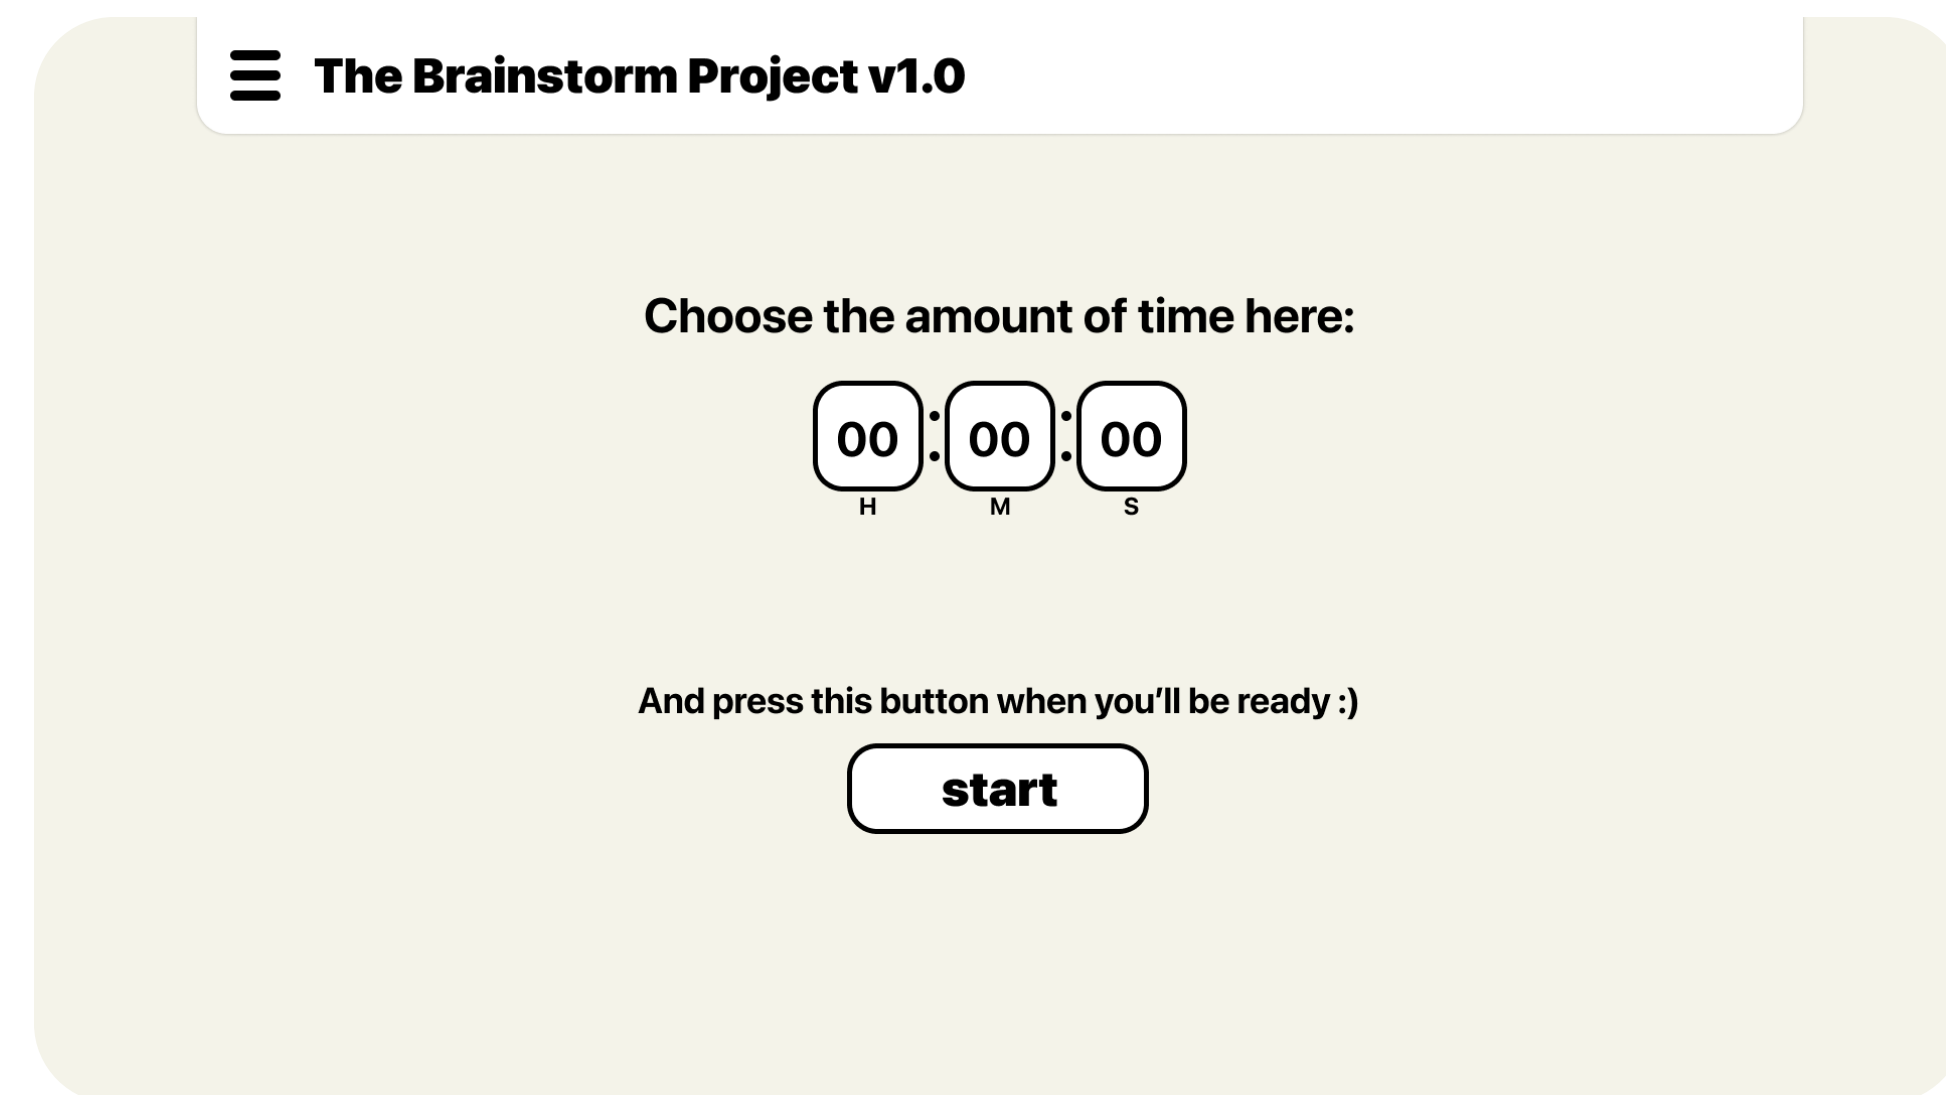 The Brainstorm Project v1.0
Choose the amount of time here:
00:00:00
H M S
And press this button when you’ll be ready :)
start